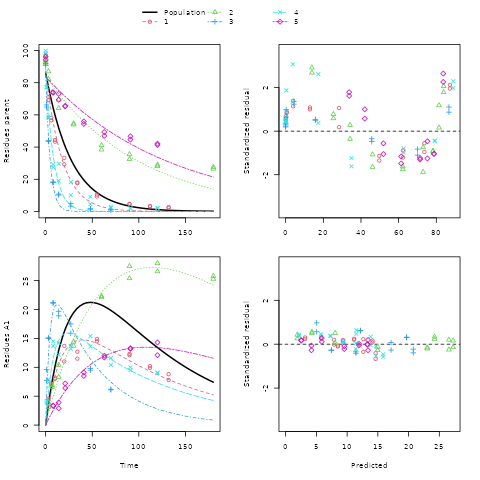 Population 2 4
1 3 5
Residues parent
0 20 40 60 80 100
0 50 100 150
Standardized residual
-2 0 2
0 20 40 60 80
Residues A1
0 5 10 15 20 25
0 50 100 150
Time
Standardized residual
-2 0 2
0 5 10 15 20 25
Predicted